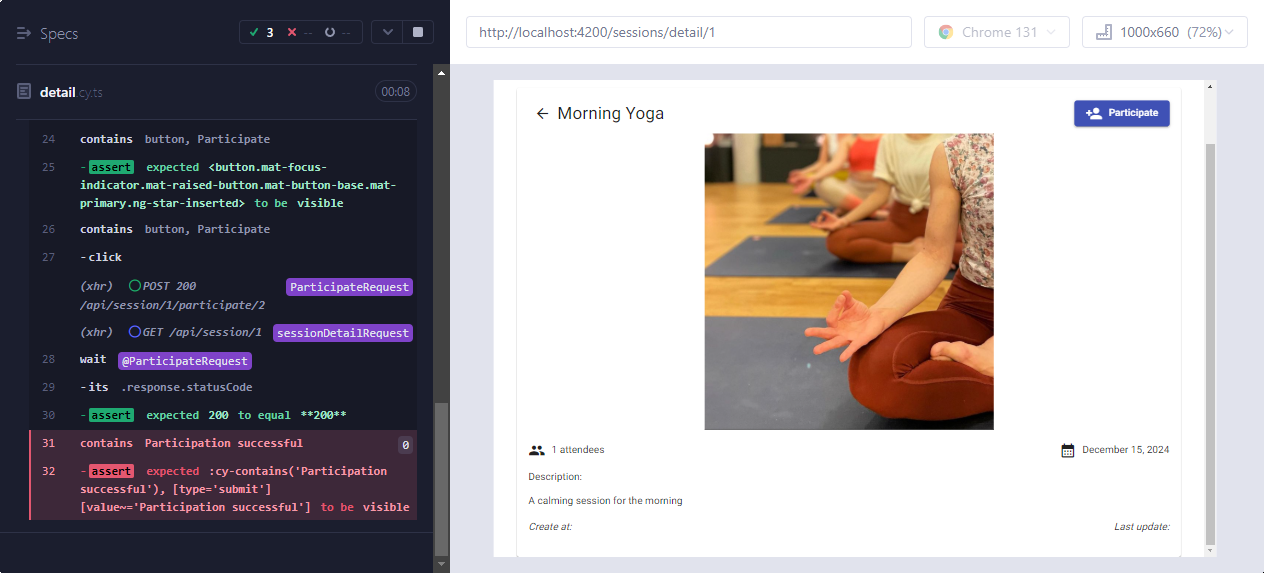 Specs
3
--
--
detail.cy.ts
00:08
24 contains button, Participate
25 -assert expected <button.mat-focus-
indicator.mat-raised-button.mat-button-base.mat-
primary.ng-star-inserted> to be visible
26 contains button, Participate
27 -click
(xhr) POST 200 ParticipateRequest
/api/session/1/participate/2
(xhr) GET /api/session/1 sessionDetailRequest
28 wait @ParticipateRequest
29 -its .response.statusCode
30 -assert expected 200 to equal **200**
31 contains Participation successful 0
32 -assert expected :cy-contains('Participation
successful'), [type='submit']
[value~='Participation successful'] to be visible
http://localhost:4200/sessions/detail/1
Chrome 131
1000x660 (72%)
Morning Yoga
Participate
1 attendees
December 15, 2024
Description:
A calming session for the morning
Create at:
Last update: